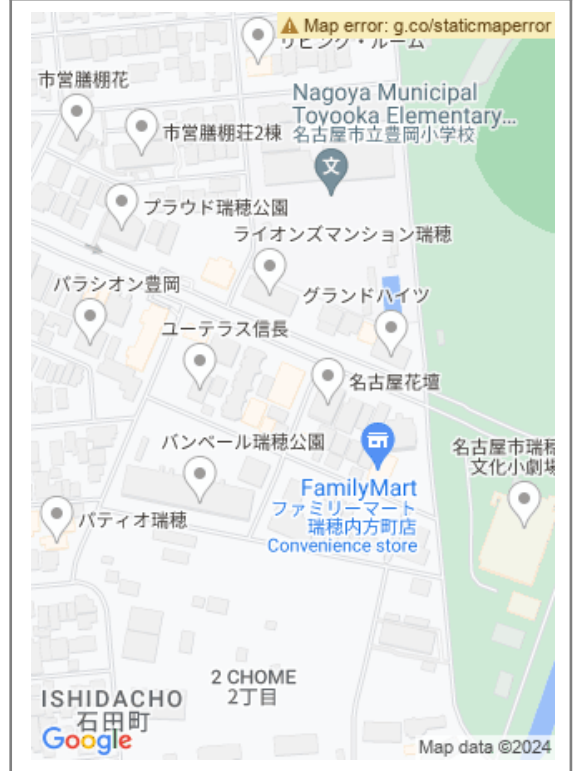 Map error: g.co/staticmaperror
リビング・ルーム
市営膳棚花
Nagoya Municipal
Toyooka Elementary...
市営膳棚荘2棟
名古屋市立豊岡小学校
文
プラウド瑞穂公園
ライオンズマンション瑞穂
パラシオン豊岡
グランドハイツ
ユーテラス信長
名古屋花壇
バンベール瑞穂公園
名古屋市瑞穂
文化小劇場
FamilyMart
ファミリーマート
瑞穂内方町店
Convenience store
パティオ瑞穂
2 CHOME
2丁目
ISHIDACHO
石田町
Google
Map data ©2024